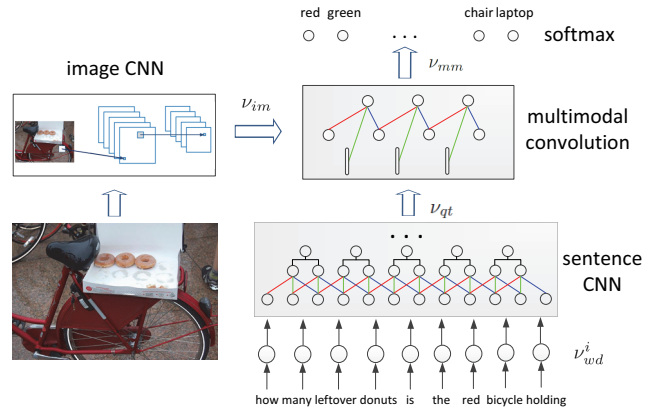 red green chair laptop
. . .
softmax
image CNN
ν_im
ν_mm
multimodal
convolution
ν_qt
. . .
sentence
CNN
ν^i_wd
how many leftover donuts is the red bicycle holding